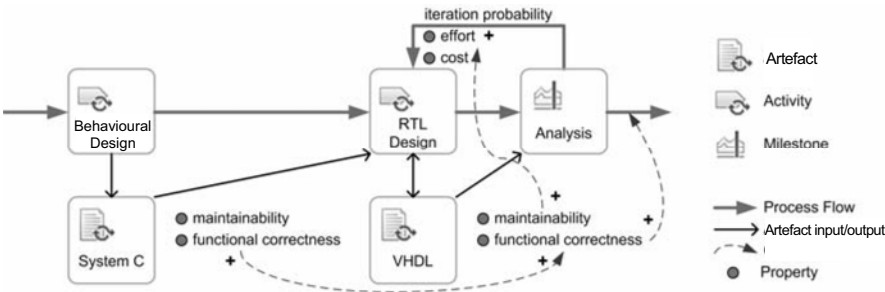 iteration probability
effort +
cost
Behavioural
Design
RTL
Design
Analysis
System C
maintainability
functional correctness
+
VHDL
+
maintainability
+
functional correctness
+
Artefact
Activity
Milestone
Process Flow
Artefact input/output
Property